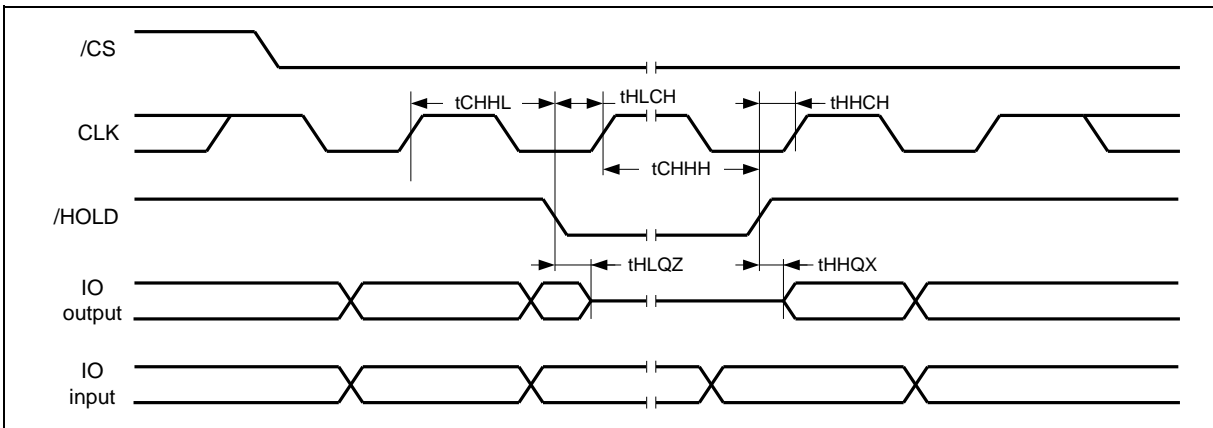 /CS
tCHHL
tHLCH
tHHCH
CLK
tCHHH
/HOLD
tHLQZ
tHHQX
IO
output
IO
input